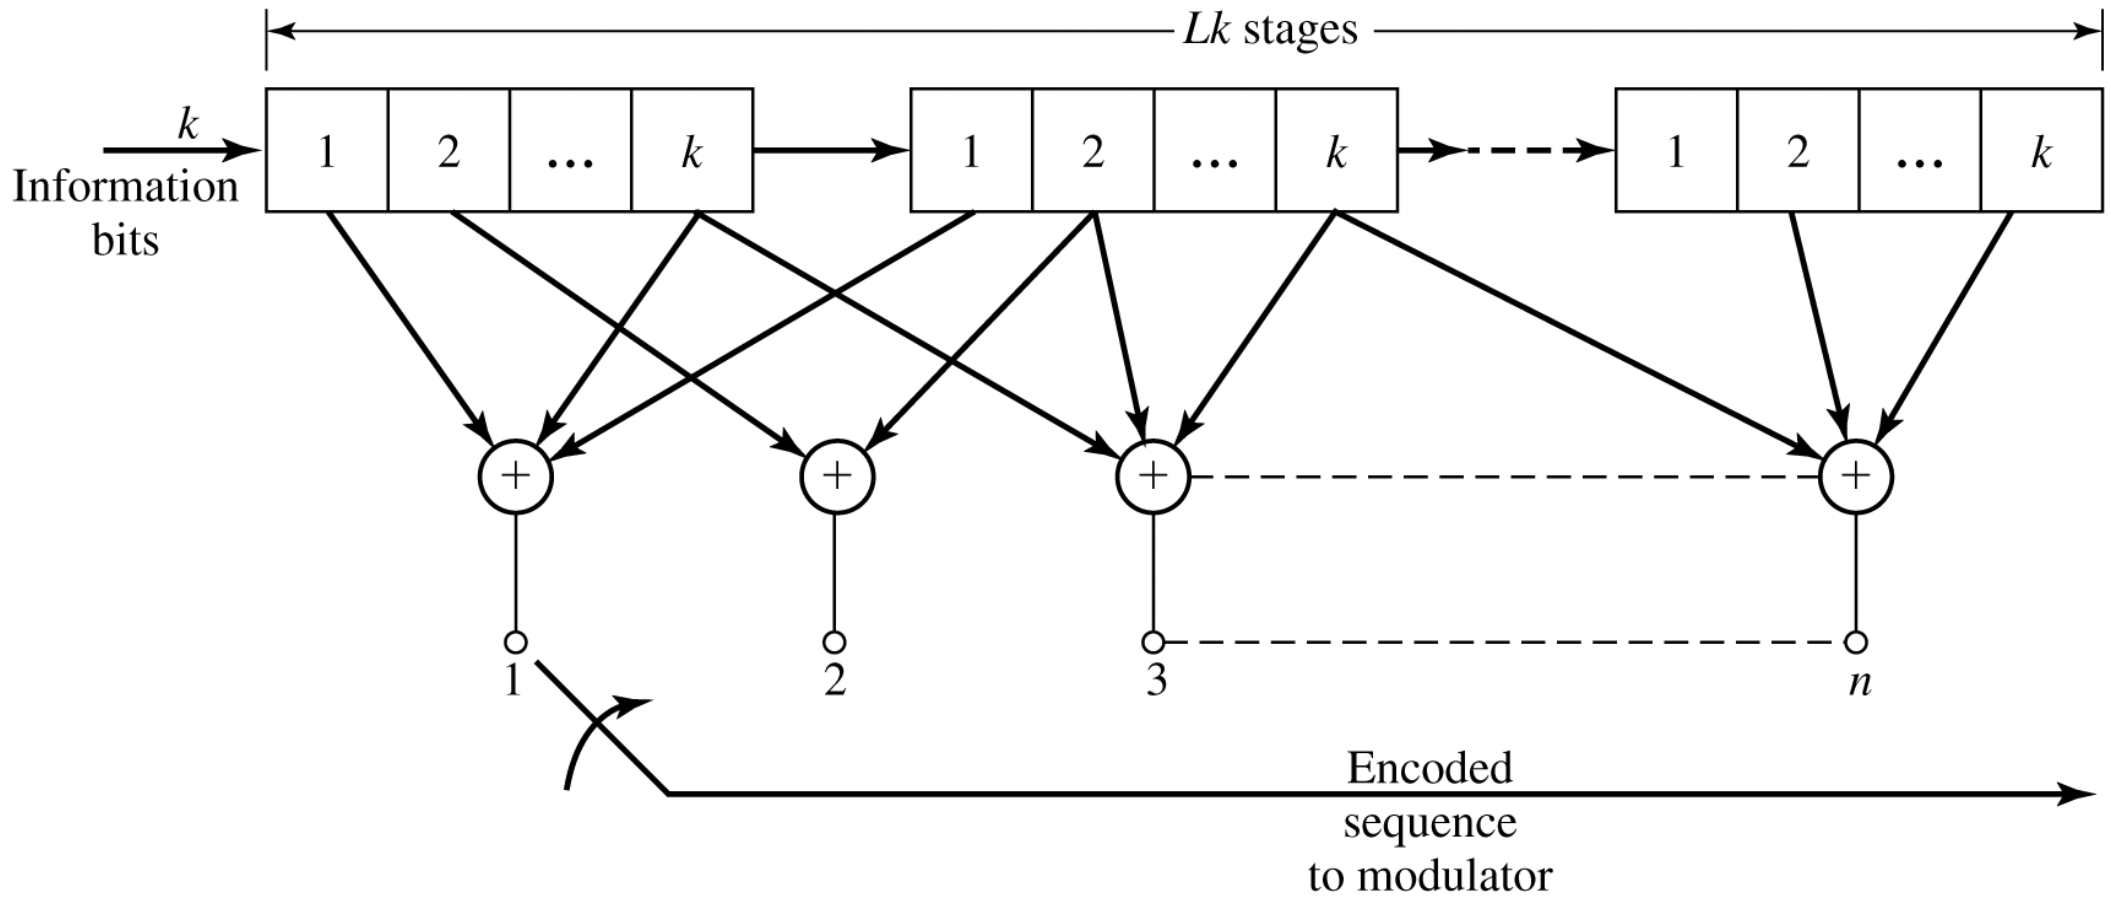 Lk stages
k
Information
bits
1 2 ... k
1 2 ... k
1 2 ... k
+ + + +
1 2 3 n
Encoded
sequence
to modulator